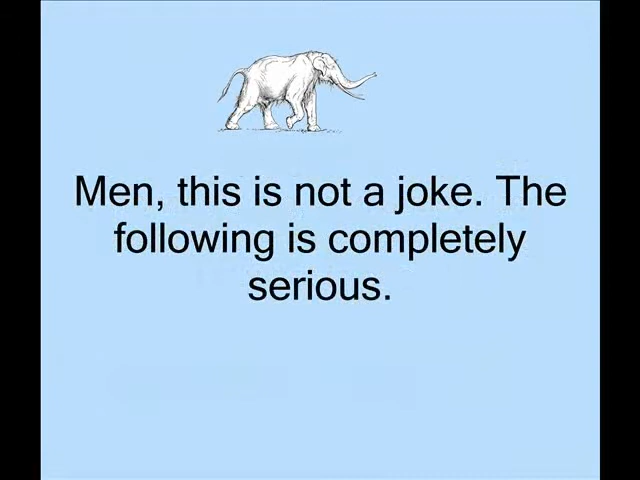 Men, this is not a joke. The
following is completely
serious.